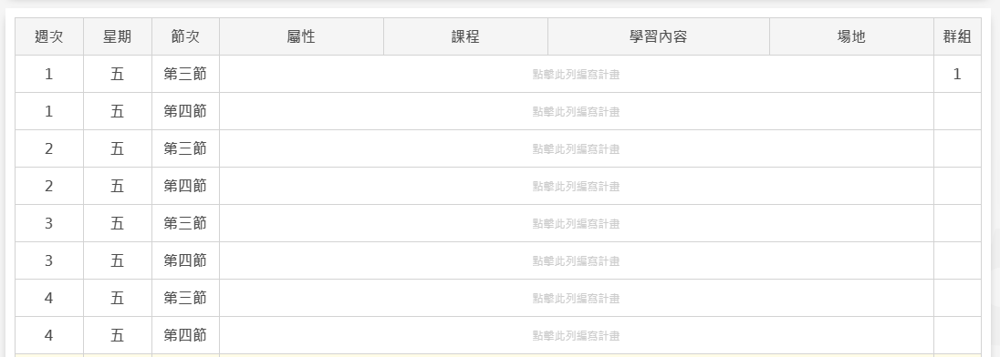 週次 星期 節次 屬性 課程 學習內容 場地 群組
1 五 第三節 點擊此列編寫計畫 1
1 五 第四節 點擊此列編寫計畫
2 五 第三節 點擊此列編寫計畫
2 五 第四節 點擊此列編寫計畫
3 五 第三節 點擊此列編寫計畫
3 五 第四節 點擊此列編寫計畫
4 五 第三節 點擊此列編寫計畫
4 五 第四節 點擊此列編寫計畫